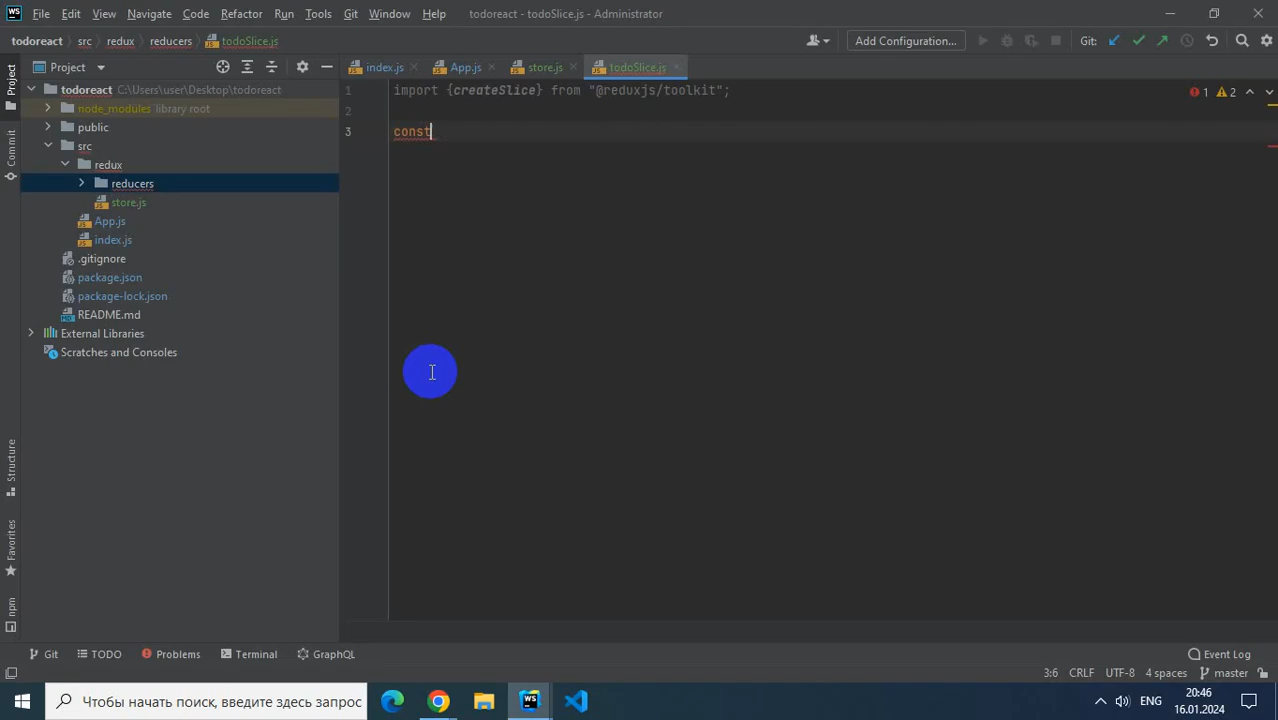 File Edit View Navigate Code Refactor Run Tools Git Window Help todoreact - todoSlice.js - Administrator
todoreact src redux reducers todoSlice.js Add Configuration... Git:
Project index.js App.js store.js todoSlice.js
todoreact C:\Users\user\Desktop\todoreact
node_modules library root
public
src
redux
reducers
store.js
App.js
index.js
.gitignore
package.json
package-lock.json
README.md
External Libraries
Scratches and Consoles
1 import {createSlice} from "@reduxjs/toolkit"; 1 2
2
3 const
Project
Commit
Structure
Favorites
npm
Git TODO Problems Terminal GraphQL Event Log
3:6 CRLF UTF-8 4 spaces master
Чтобы начать поиск, введите здесь запрос
ENG
20:46
16.01.2024